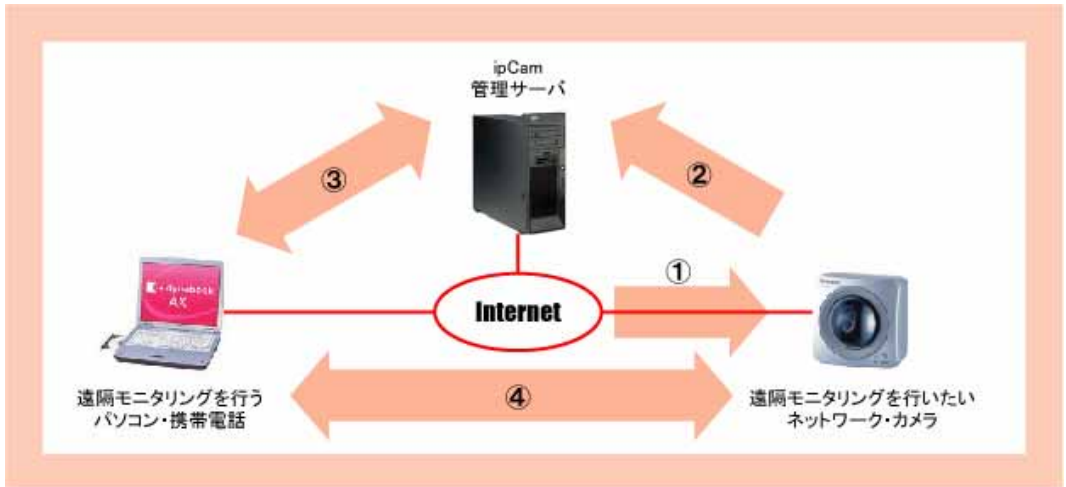 ipCam
管理サーバ
③
②
①
Internet
dynabook
AX
④
遠隔モニタリングを行う
パソコン・携帯電話
遠隔モニタリングを行いたい
ネットワーク・カメラ